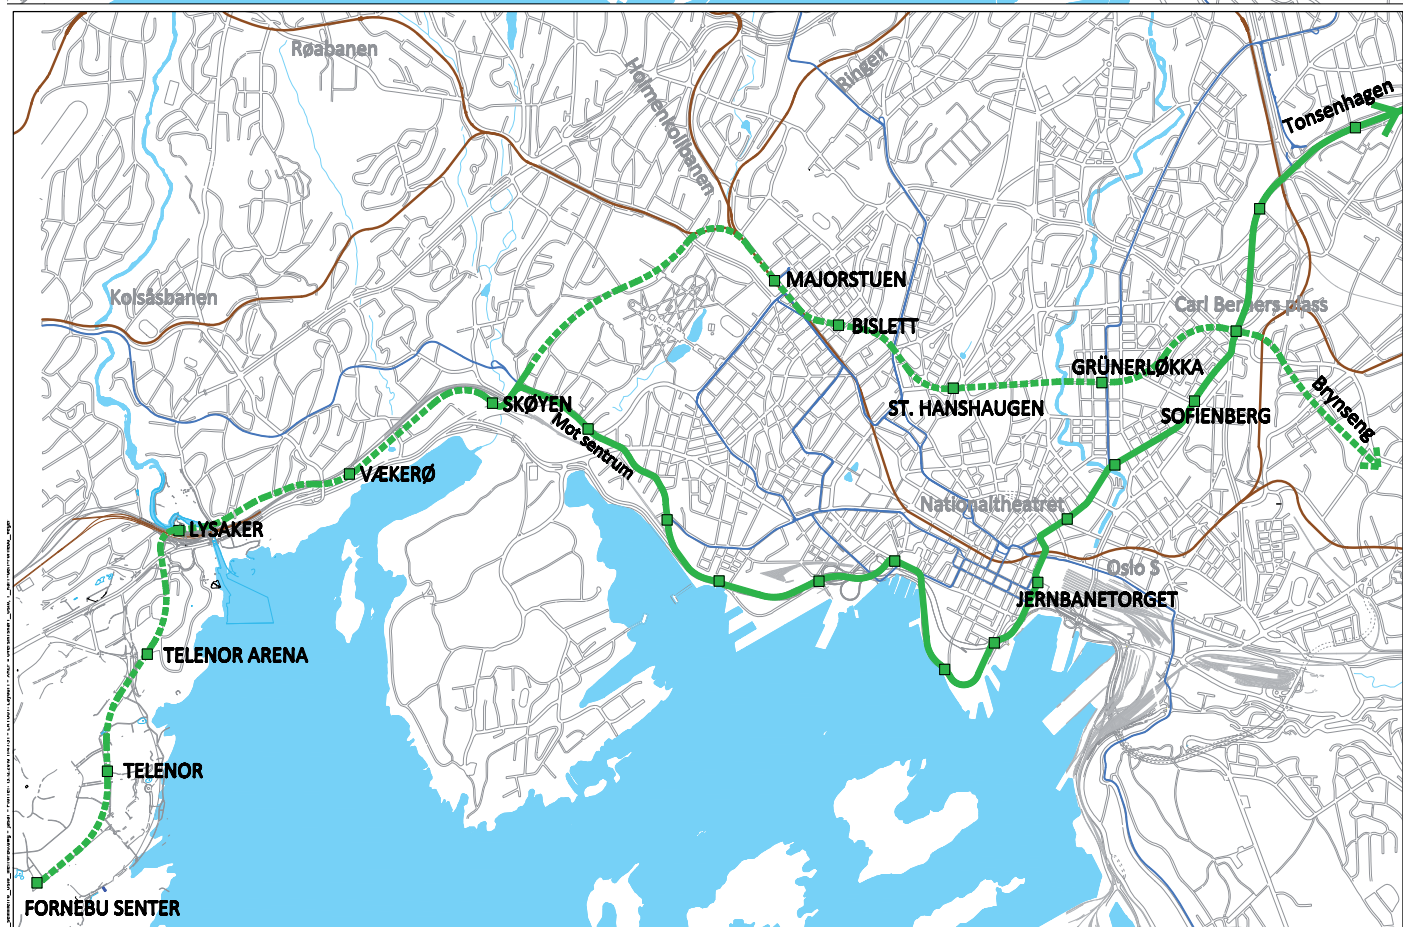 Røabanen
Holmenkollbanen
Ringen
Tonsenhagen
Kolsåsbanen
MAJORSTUEN
Carl Berners plass
BISLETT
GRÜNERLØKKA
ST. HANSHAUGEN
SOFIENBERG
Brynseng
SKØYEN
Mot sentrum
VÆKERØ
Nationaltheatret
LYSAKER
Oslo S
JERNBANETORGET
TELENOR ARENA
TELENOR
FORNEBU SENTER